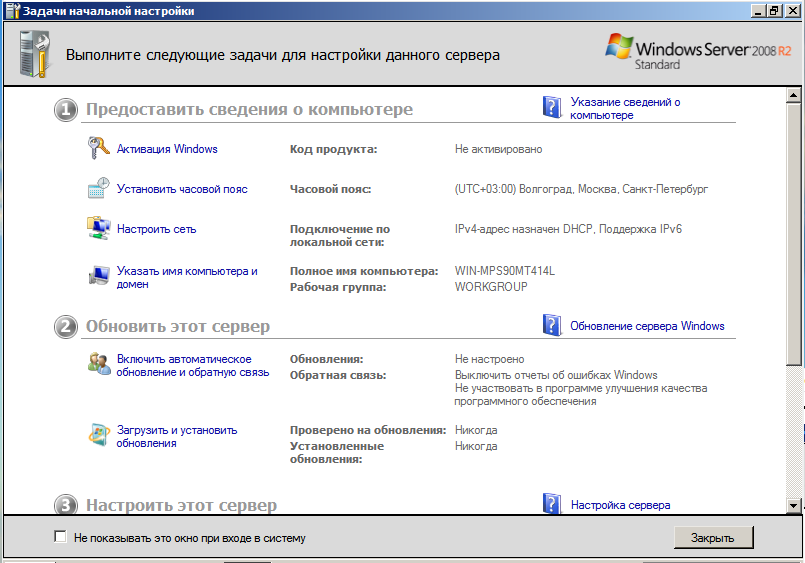 Задачи начальной настройки
Выполните следующие задачи для настройки данного сервера
Windows Server 2008 R2
Standard
1 Предоставить сведения о компьютере
Указание сведений о
компьютере
Активация Windows
Код продукта:
Не активировано
Установить часовой пояс
Часовой пояс:
(UTC+03:00) Волгоград, Москва, Санкт-Петербург
Настроить сеть
Подключение по
локальной сети:
IPv4-адрес назначен DHCP, Поддержка IPv6
Указать имя компьютера и
домен
Полное имя компьютера:
WIN-MPS90MT414L
Рабочая группа:
WORKGROUP
2 Обновить этот сервер
Обновление сервера Windows
Включить автоматическое
обновление и обратную связь
Обновления:
Не настроено
Обратная связь:
Выключить отчеты об ошибках Windows
Не участвовать в программе улучшения качества
программного обеспечения
Загрузить и установить
обновления
Проверено на обновления:
Никогда
Установленные
обновления:
Никогда
3 Настроить этот сервер
Настройка сервера
Не показывать это окно при входе в систему
Закрыть